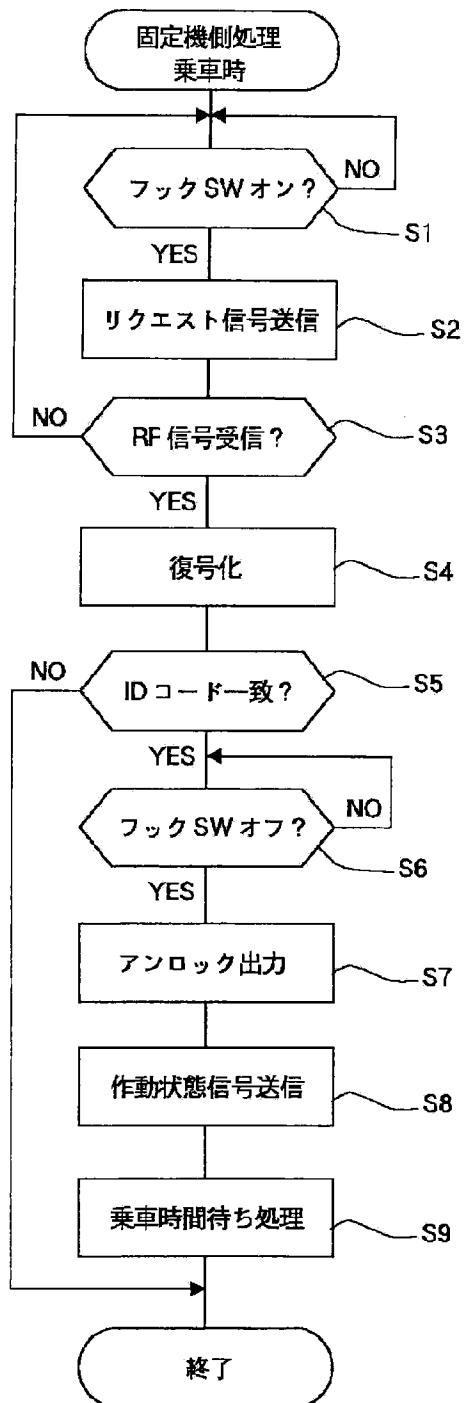 固定機側処理
乗車時
NO
フックSWオン?
S1
YES
リクエスト信号送信
S2
NO
RF信号受信?
S3
YES
復号化
S4
NO
IDコード一致?
S5
YES
NO
フックSWオフ?
S6
YES
アンロック出力
S7
作動状態信号送信
S8
乗車時間待ち処理
S9
終了